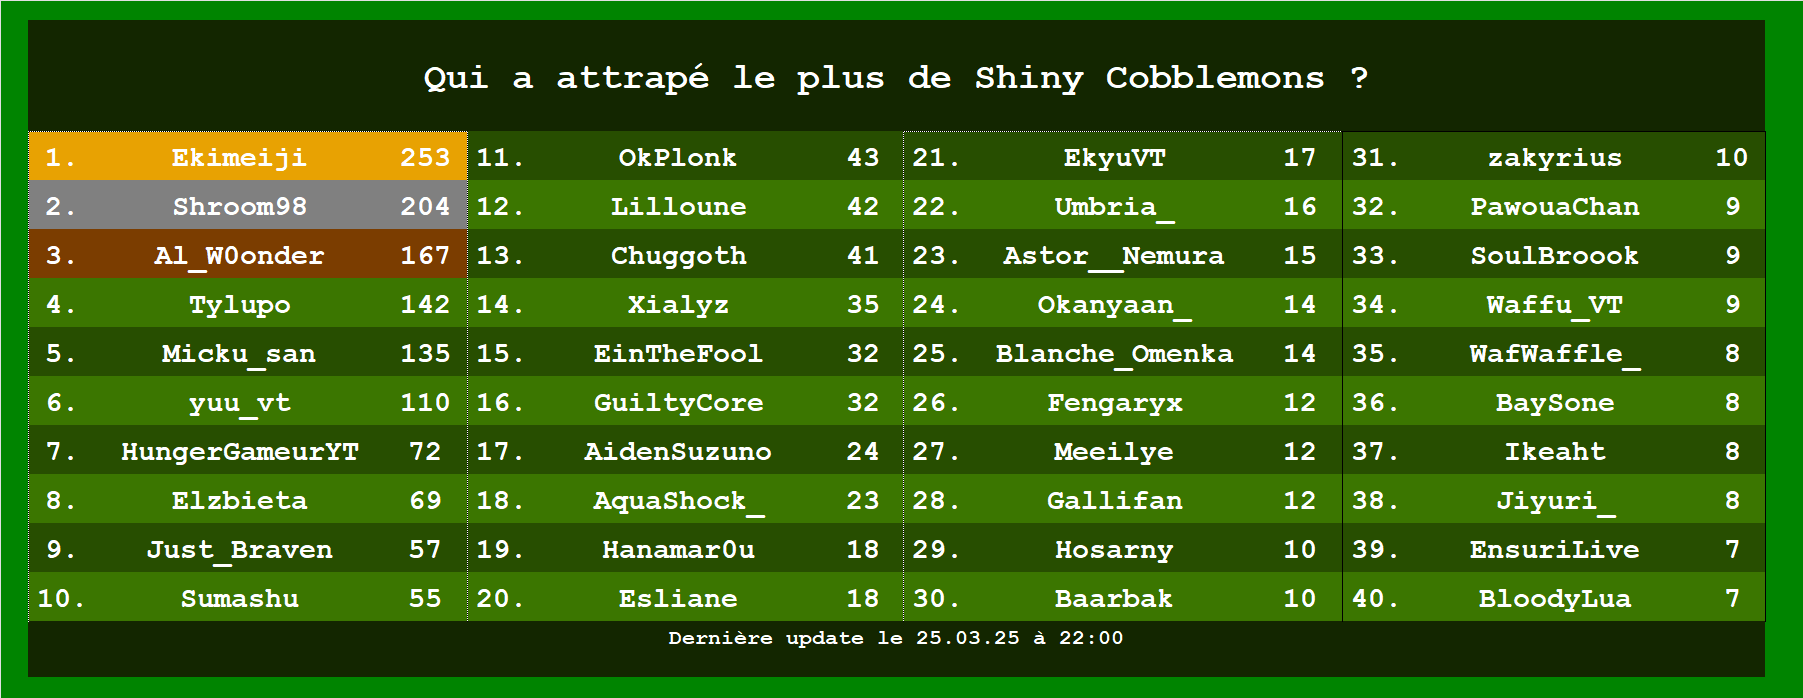 Qui a attrapé le plus de Shiny Cobblemons ?
1. Ekimeiji 253
2. Shroom98 204
3. Al_W0onder 167
4. Tylupo 142
5. Micku_san 135
6. yuu_vt 110
7. HungerGameurYT 72
8. Elzbieta 69
9. Just_Braven 57
10. Sumashu 55
11. OkPlonk 43
12. Lilloune 42
13. Chuggoth 41
14. Xialyz 35
15. EinTheFool 32
16. GuiltyCore 32
17. AidenSuzuno 24
18. AquaShock_ 23
19. Hanamar0u 18
20. Esliane 18
21. EkyuVT 17
22. Umbria_ 16
23. Astor__Nemura 15
24. Okanyaan_ 14
25. Blanche_Omenka 14
26. Fengaryx 12
27. Meeilye 12
28. Gallifan 12
29. Hosarny 10
30. Baarbak 10
31. zakyrius 10
32. PawouaChan 9
33. SoulBroook 9
34. Waffu_VT 9
35. WafWaffle_ 8
36. BaySone 8
37. Ikeaht 8
38. Jiyuri_ 8
39. EnsuriLive 7
40. BloodyLua 7
Dernière update le 25.03.25 à 22:00